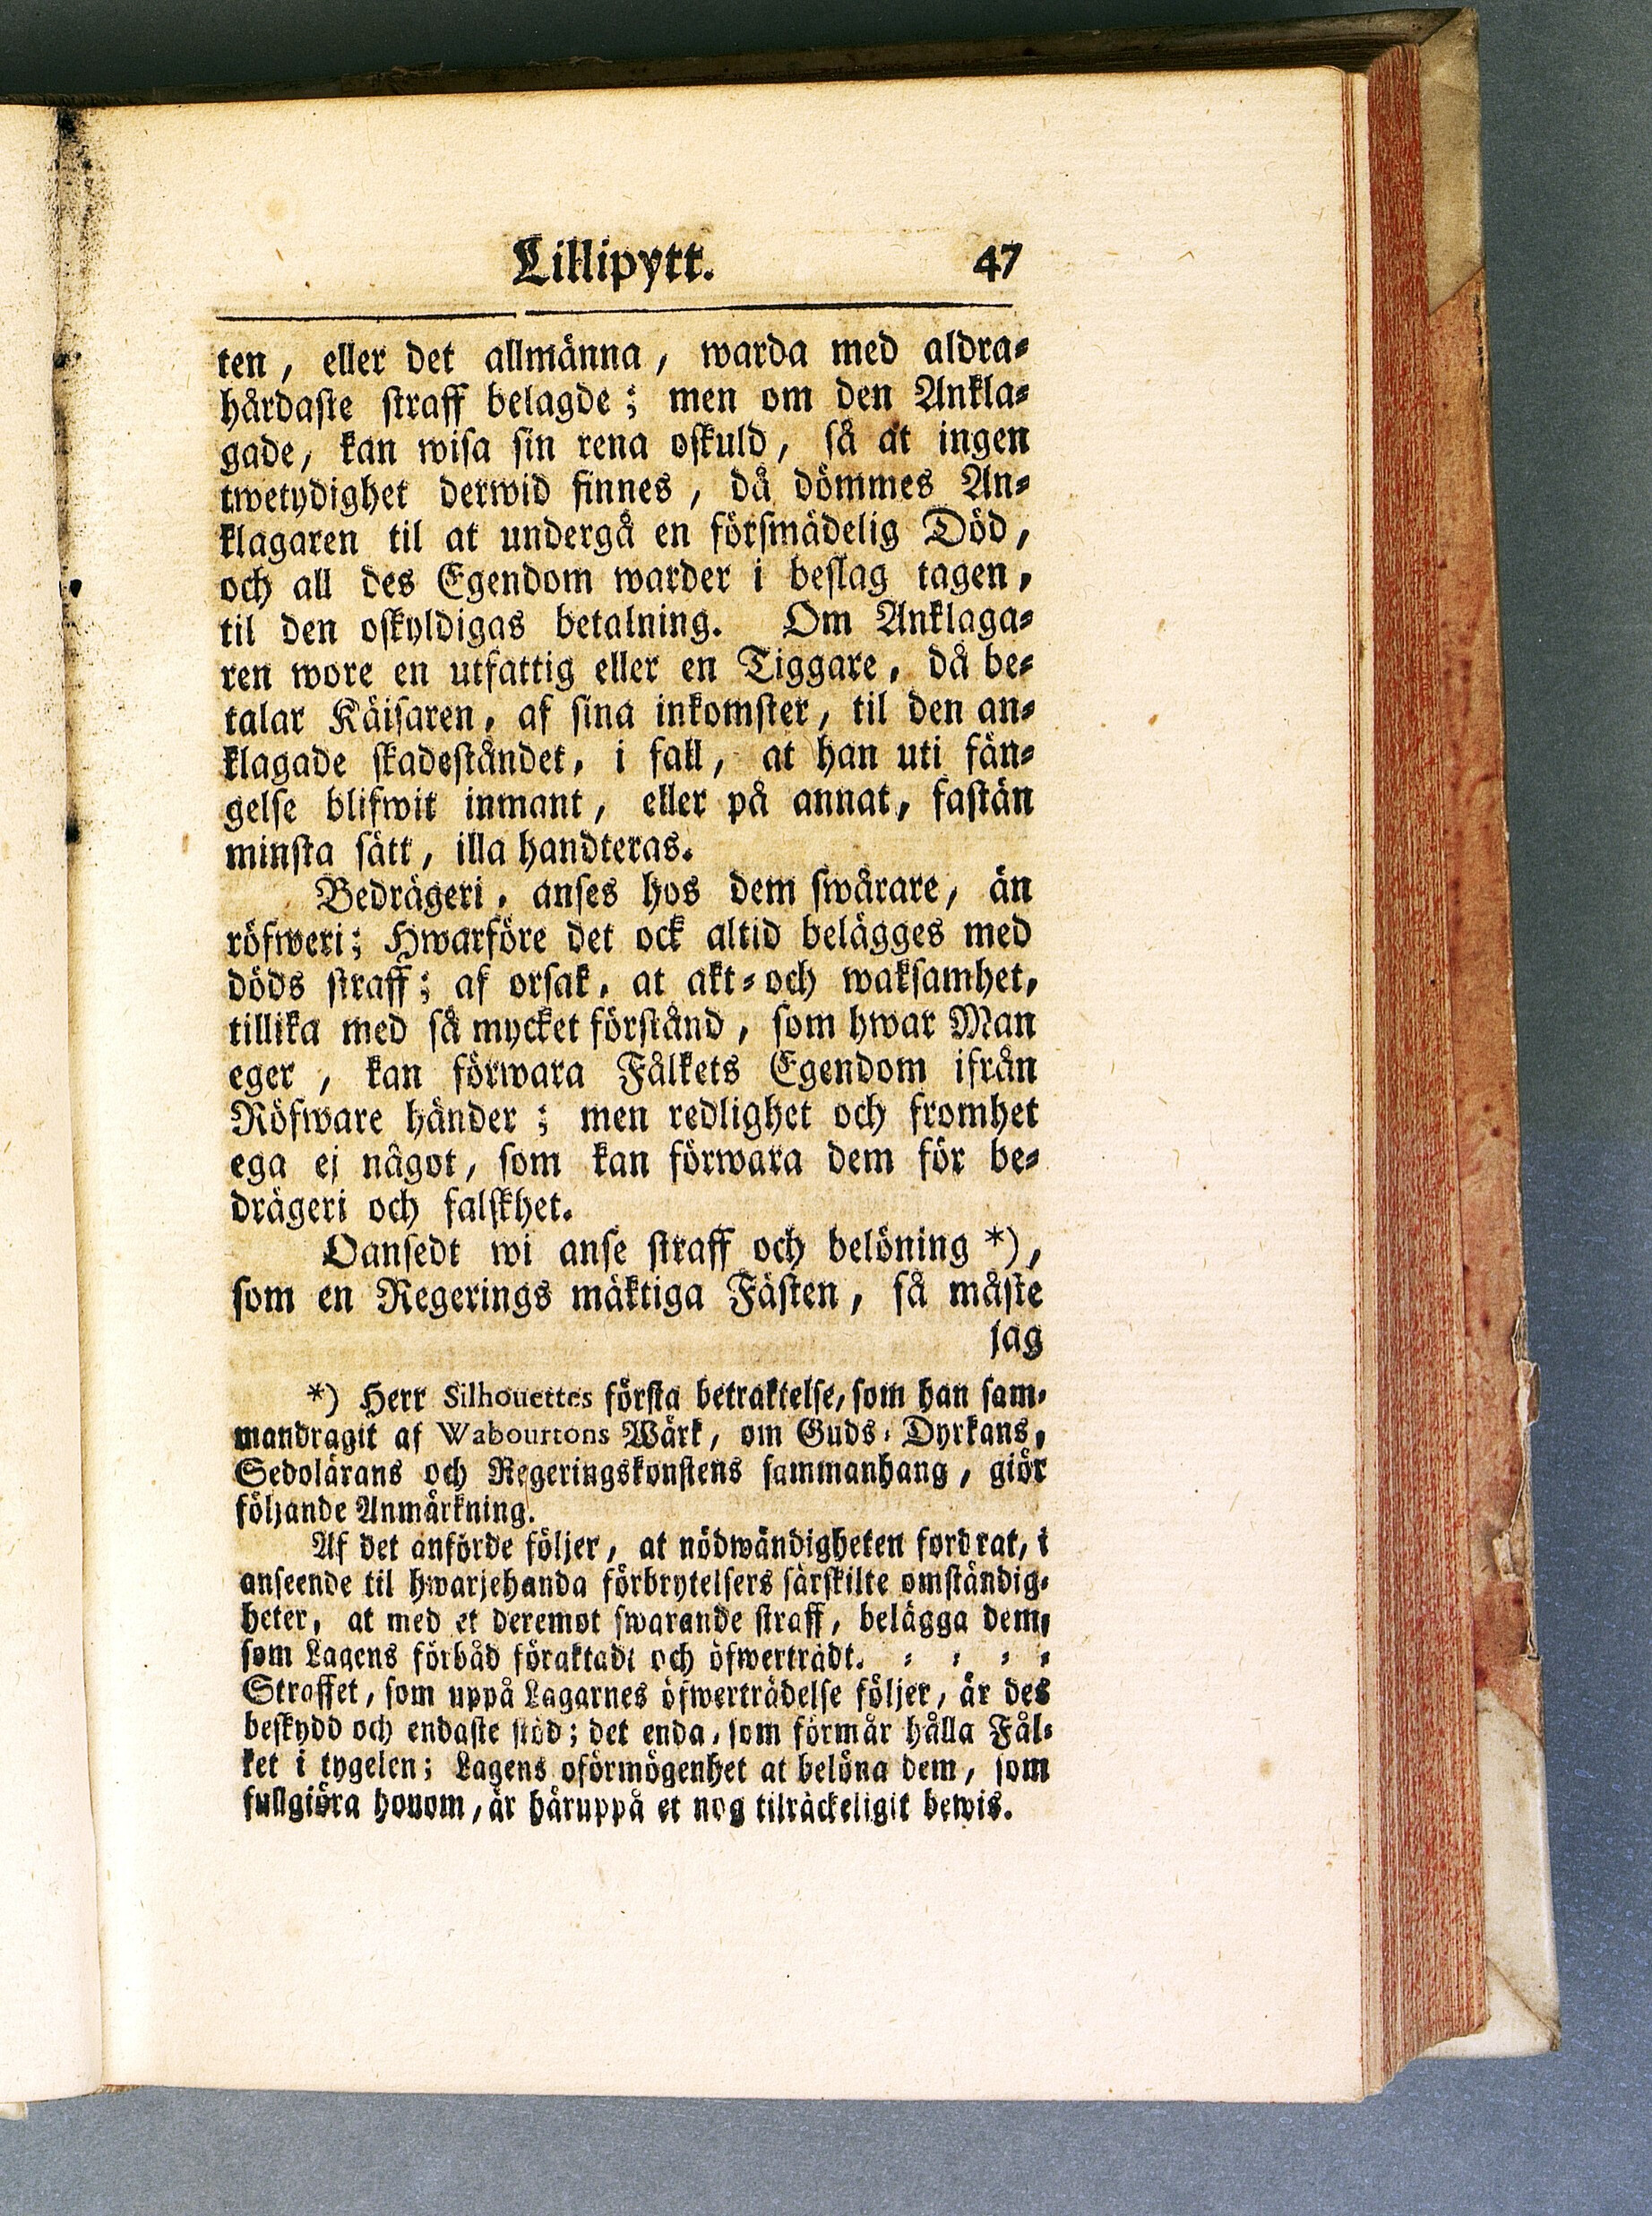 Lillipytt. 47
ten, eller det allmänna, warda med aldra-
hårdaste straff belagde; men om den Ankla-
gade, kan wisa sin rena oskuld, så at ingen
twetydighet derwid finnes, då dömmes An-
klagaren til at undergå en försmädelig Död,
och all des Egendom warder i beslag tagen,
til den oskyldigas betalning. Om Anklaga-
ren wore en utfattig eller en Tiggare, då be-
talar Käisaren, af sina inkomster, til den an-
klagade skadeståndet, i fall, at han uti fän-
gelse blifwit inmant, eller på annat, fastän
minsta sätt, illa handteras.
Bedrägeri, anses hos dem swårare, än
röfweri; Hwarföre det ock altid belägges med
döds straff; af orsak, at akt-och waksamhet,
tillika med så mycket förstånd, som hwar Man
eger, kan förwara Fålkets Egendom ifrån
Röfware händer; men redlighet och fromhet
ega ej något, som kan förwara dem för be-
drägeri och falskhet.
Oansedt wi anse straff och belöning *),
som en Regerings mäktiga Fästen, så måste
jag
*) Herr Silhouettes första betraktelse, som han sam-
mandragit af Wabourtons Wärk, om Guds-Dyrkans,
Sedolärans och Regeringskonstens sammanhang, giör
följande Anmärkning.
Af det anförde följer, at nödwändigheten fordrat, i
anseende til hwarjehanda förbrytelsers särskilte omständig-
heter, at med et deremot swarande straff, belägga dem,
som Lagens förbåd föraktadt och öfwerträdt. - - - -
Straffet, som uppå Lagarnes öfwerträdelse följer, är des
beskydd och endaste stöd; det enda, som förmår hålla Fål-
ket i tygelen; Lagens oförmögenhet at belöna dem, som
fullgiöra honom, är häruppå et nog tilräckeligit bewis.